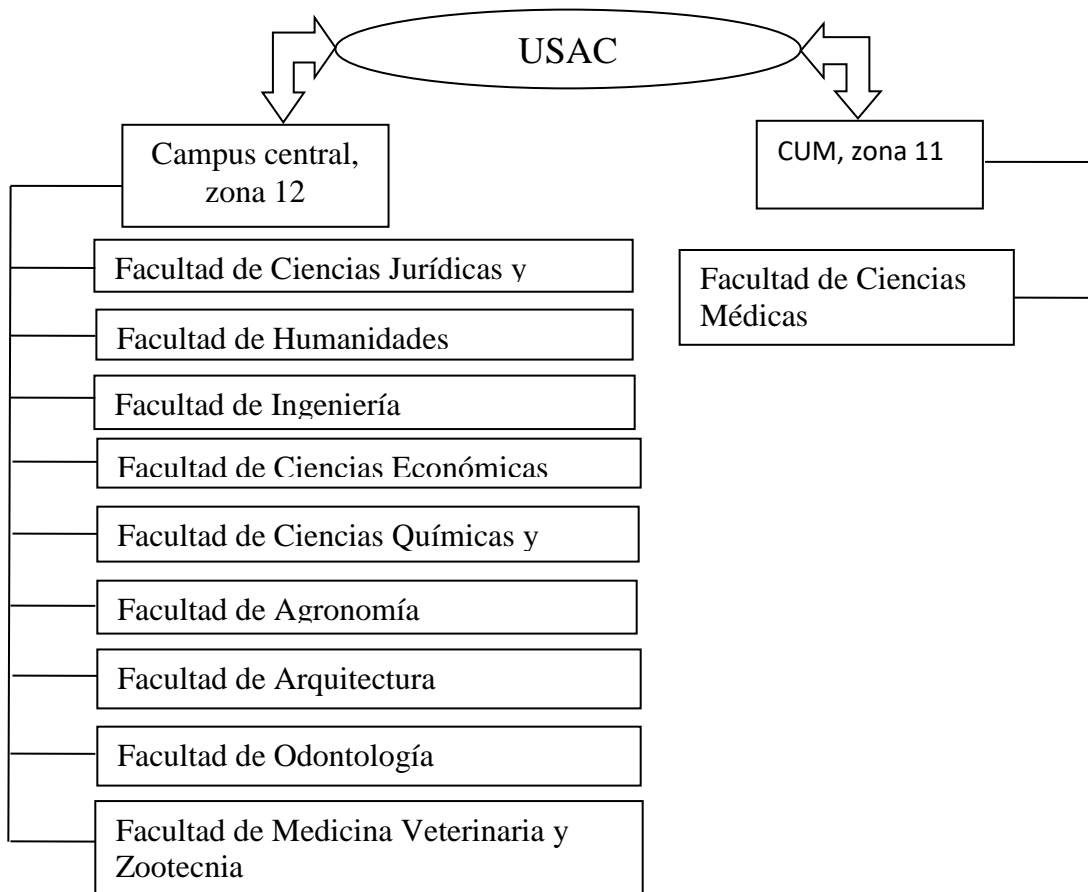 USAC
Campus central,
zona 12
CUM, zona 11
Facultad de Ciencias Jurídicas y
Facultad de Humanidades
Facultad de Ingeniería
Facultad de Ciencias Económicas
Facultad de Ciencias Químicas y
Facultad de Agronomía
Facultad de Arquitectura
Facultad de Odontología
Facultad de Medicina Veterinaria y
Zootecnia
Facultad de Ciencias
Médicas